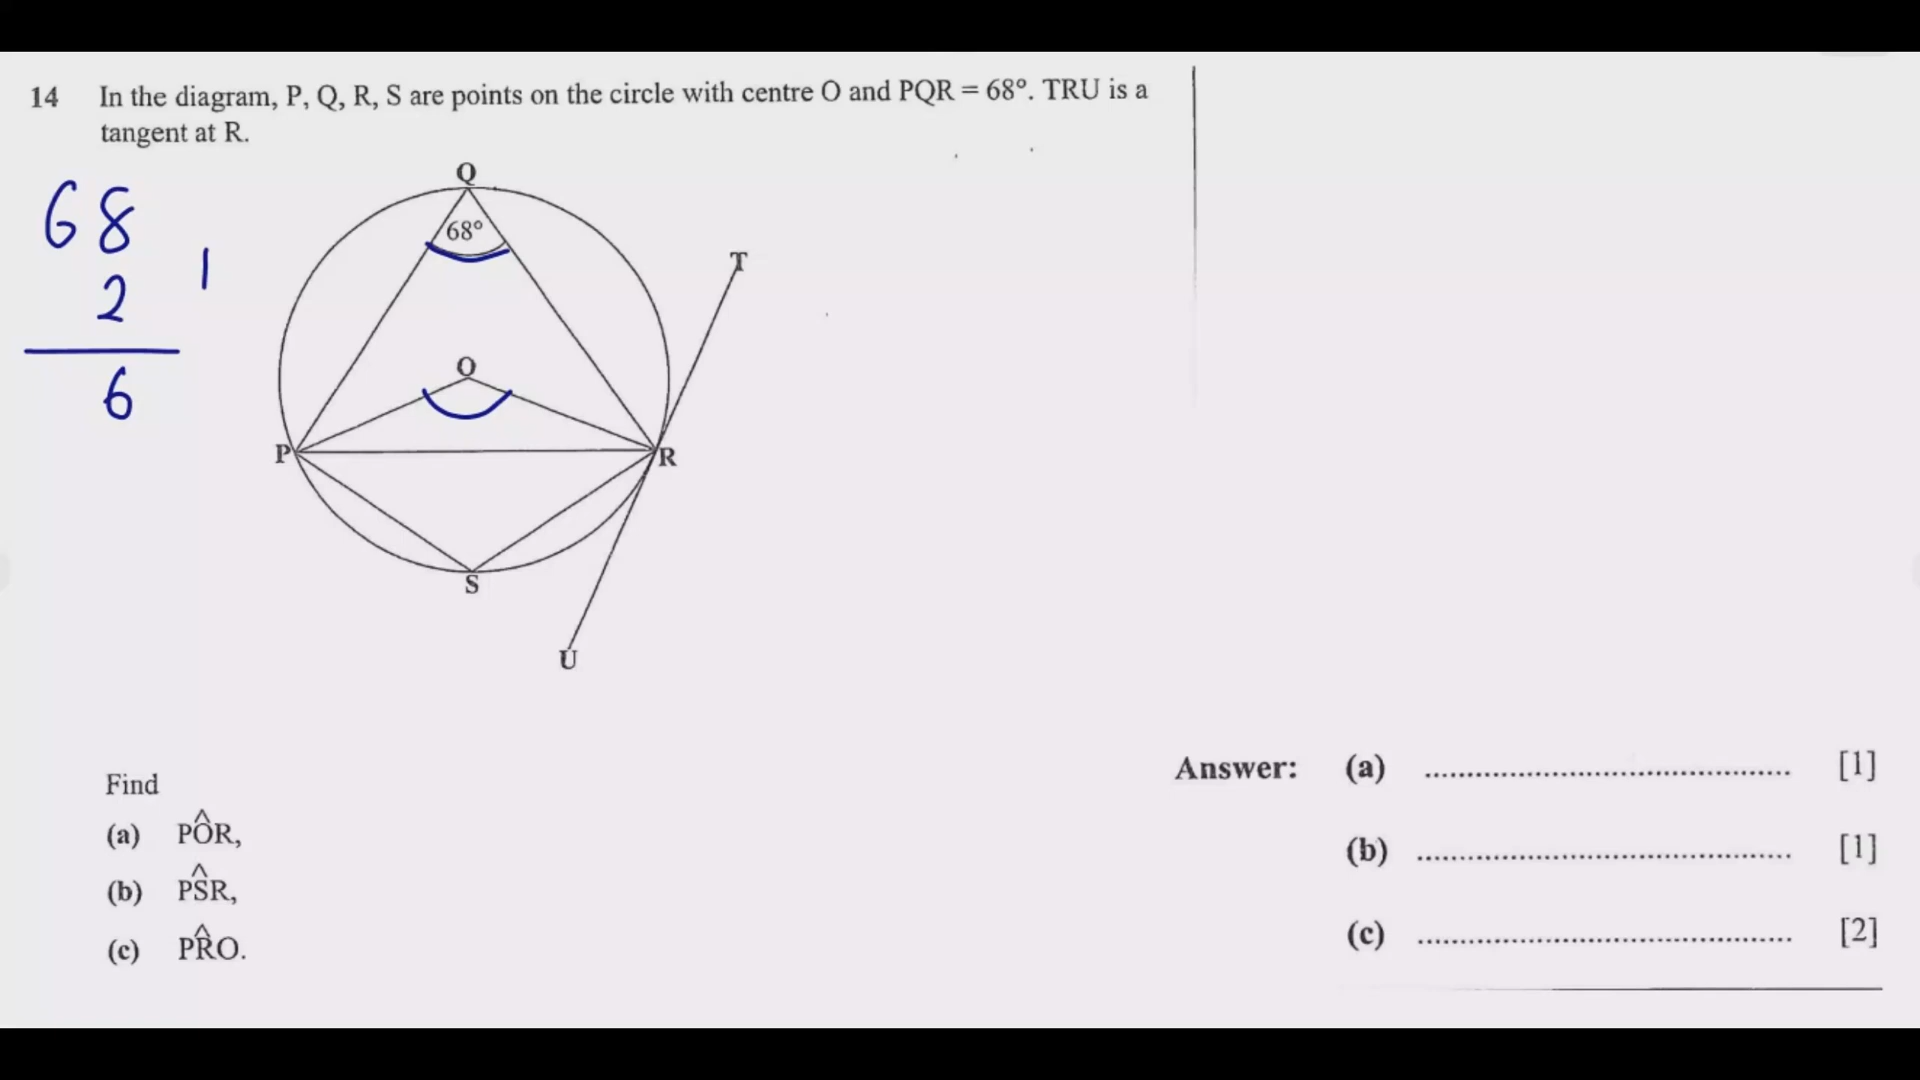 14 In the diagram, P, Q, R, S are points on the circle with centre O and PQR = 68°. TRU is a
tangent at R.
Q
68°
68
2
1
6
T
O
P
R
S
U
Find
(a) PÔR,
(b) PŜR,
(c) PR̂O.
Answer: (a) ................................................ [1]
(b) ................................................ [1]
(c) ................................................ [2]